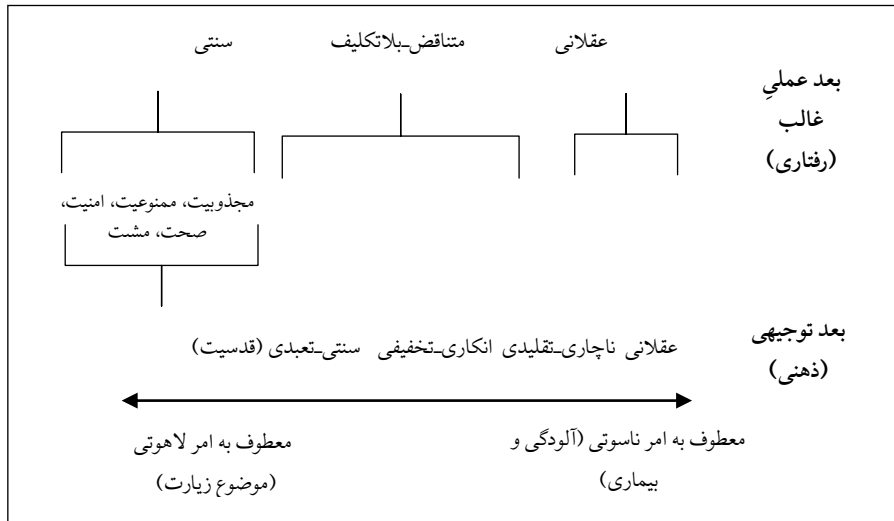 عقلانی متناقض-بلاتکلیف سنتی
بعد عملیِ
غالب
(رفتاری)
مجذوبیت، ممنوعیت، امنیت،
صحت، مشت
بعد توجیهی
(ذهنی)
عقلانی ناچاری-تقلیدی انکاری-تخفیفی سنتی-تعبدی (قدسیت)
معطوف به امر ناسوتی (آلودگی و
بیماری)
معطوف به امر لاهوتی
(موضوع زیارت)